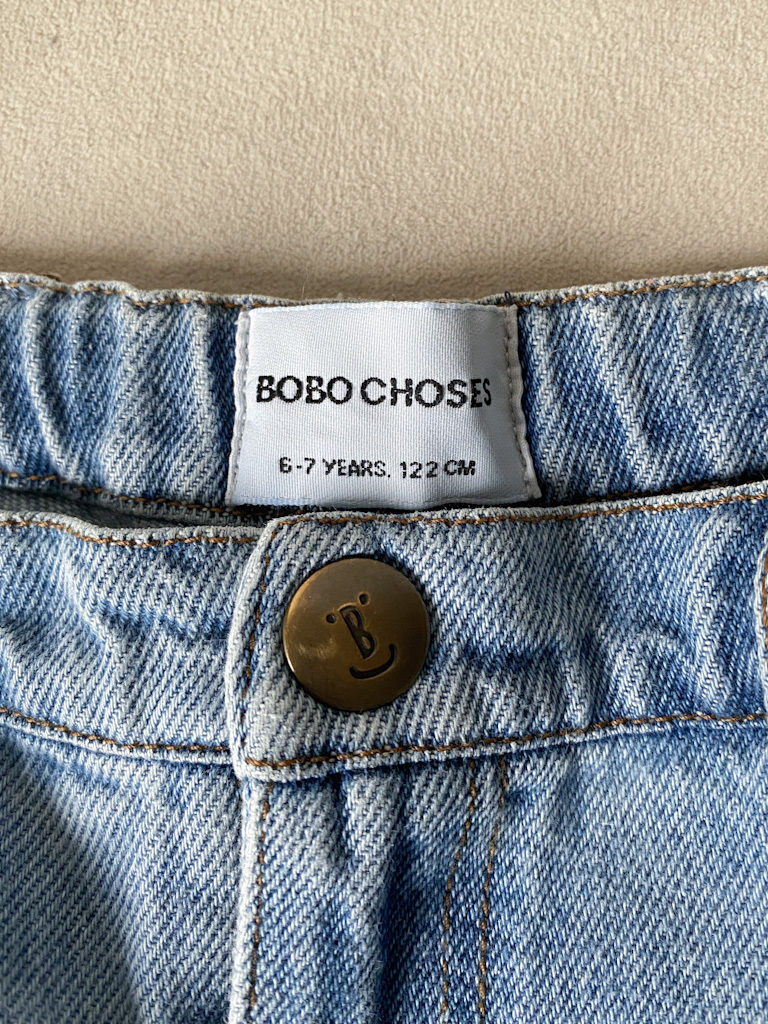 BOBO CHOSES
6-7 YEARS. 122 CM
B